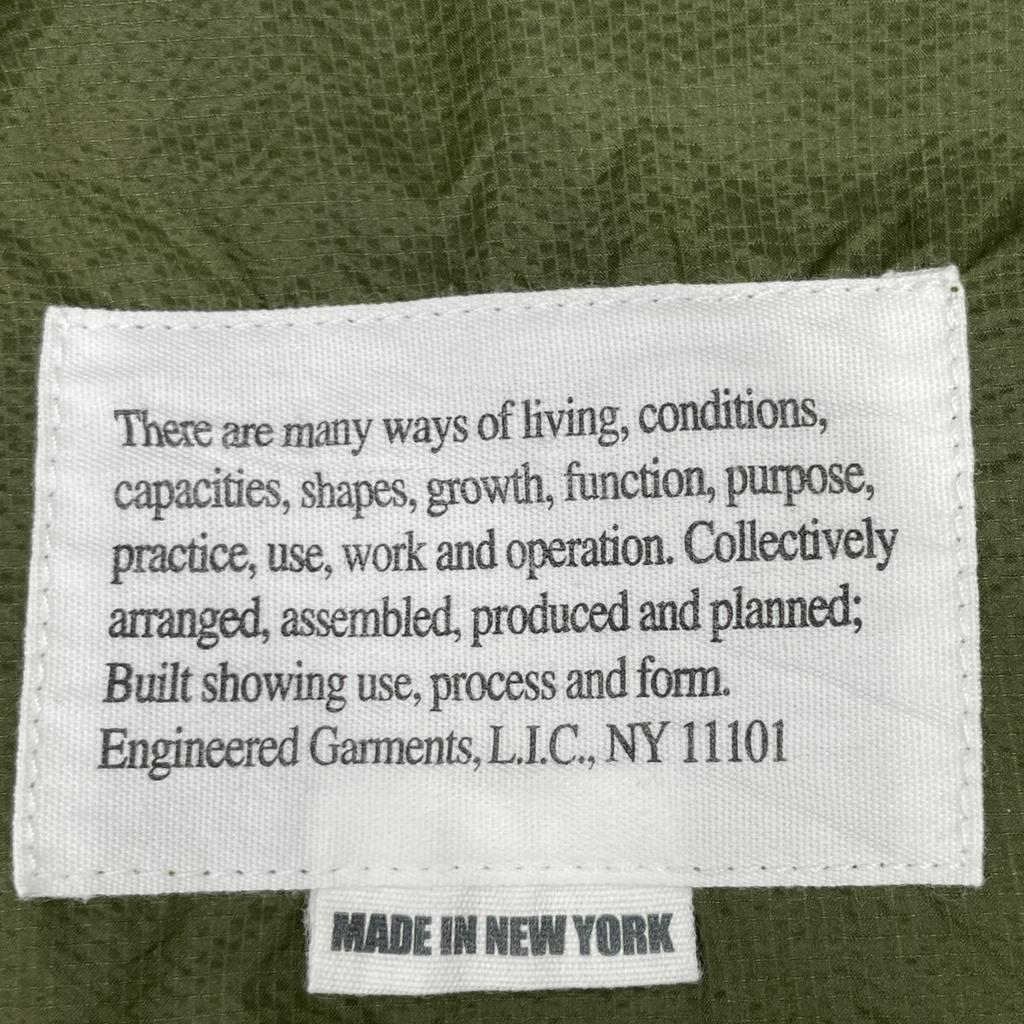 There are many ways of living, conditions,
capacities, shapes, growth, function, purpose,
practice, use, work and operation. Collectively
arranged, assembled, produced and planned;
Built showing use, process and form.
Engineered Garments, L.I.C., NY 11101
MADE IN NEW YORK